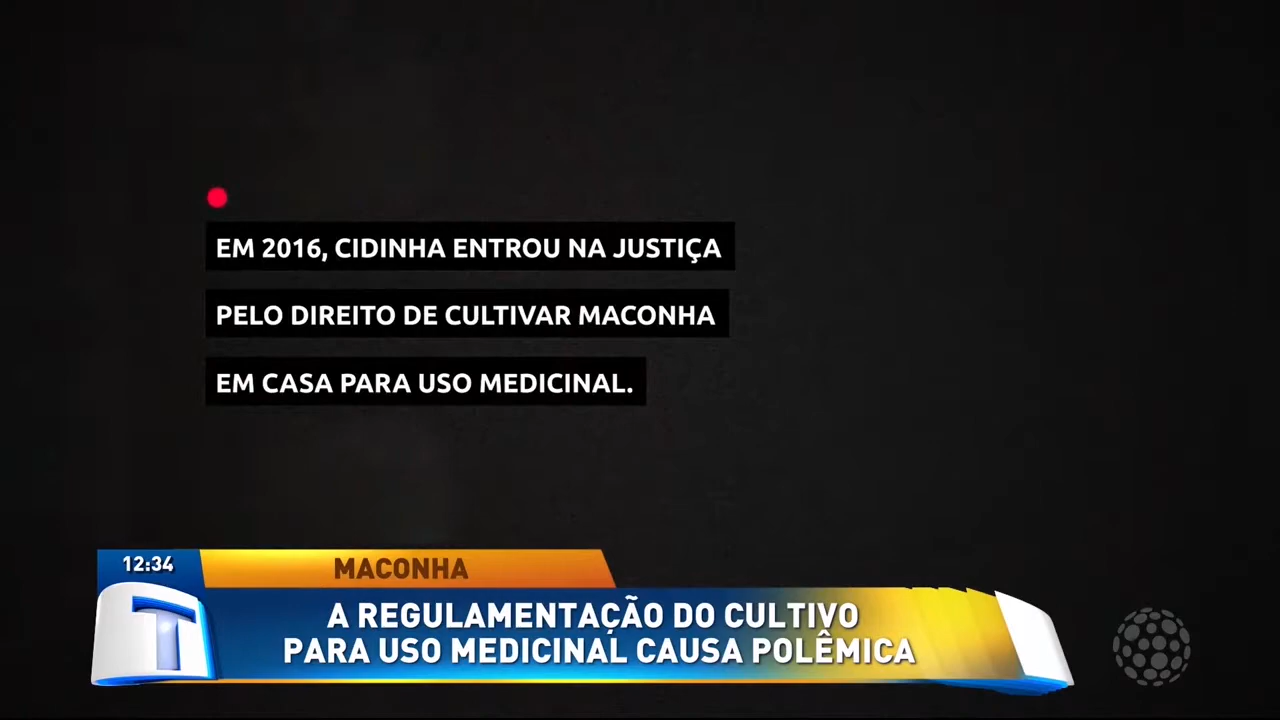 EM 2016, CIDINHA ENTROU NA JUSTIÇA
PELO DIREITO DE CULTIVAR MACONHA
EM CASA PARA USO MEDICINAL.
12:34
MACONHA
T
A REGULAMENTAÇÃO DO CULTIVO
PARA USO MEDICINAL CAUSA POLÊMICA